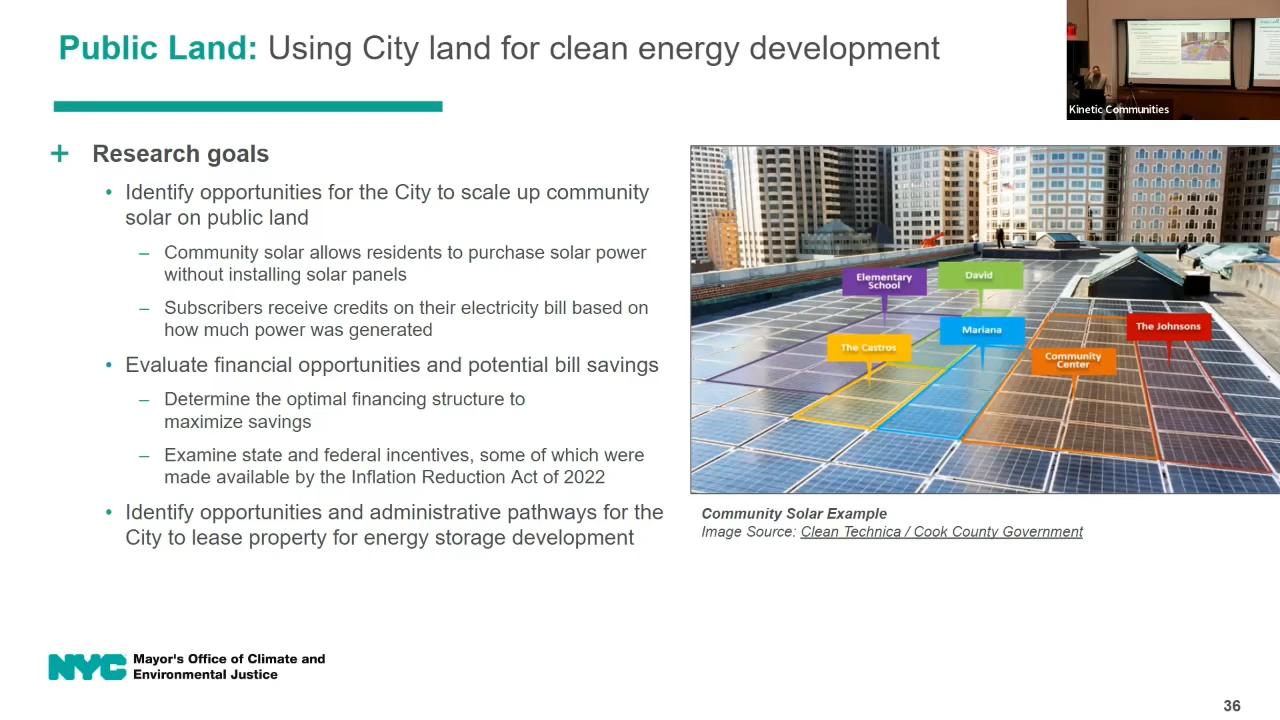 Public Land: Using City land for clean energy development
Kinetic Communities
+ Research goals
• Identify opportunities for the City to scale up community
solar on public land
– Community solar allows residents to purchase solar power
without installing solar panels
– Subscribers receive credits on their electricity bill based on
how much power was generated
• Evaluate financial opportunities and potential bill savings
– Determine the optimal financing structure to
maximize savings
– Examine state and federal incentives, some of which were
made available by the Inflation Reduction Act of 2022
• Identify opportunities and administrative pathways for the
City to lease property for energy storage development
Elementary
School
David
The Castros
Mariana
Community
Center
The Johnsons
Community Solar Example
Image Source: Clean Technica / Cook County Government
NYC
Mayor's Office of Climate and
Environmental Justice
36